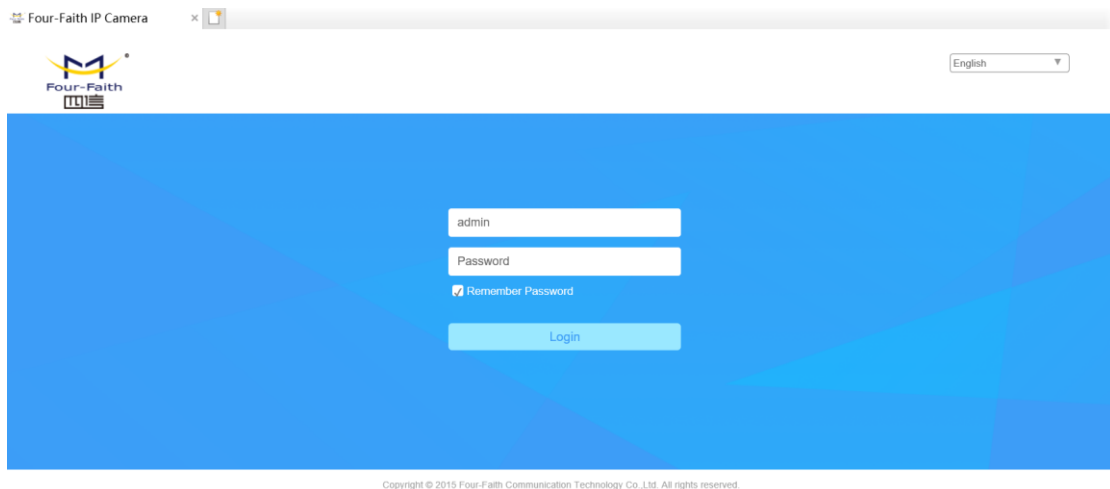 Four-Faith IP Camera
Four-Faith
四信
English
admin
Password
Remember Password
Login
Copyright © 2015 Four-Faith Communication Technology Co.,Ltd. All rights reserved.